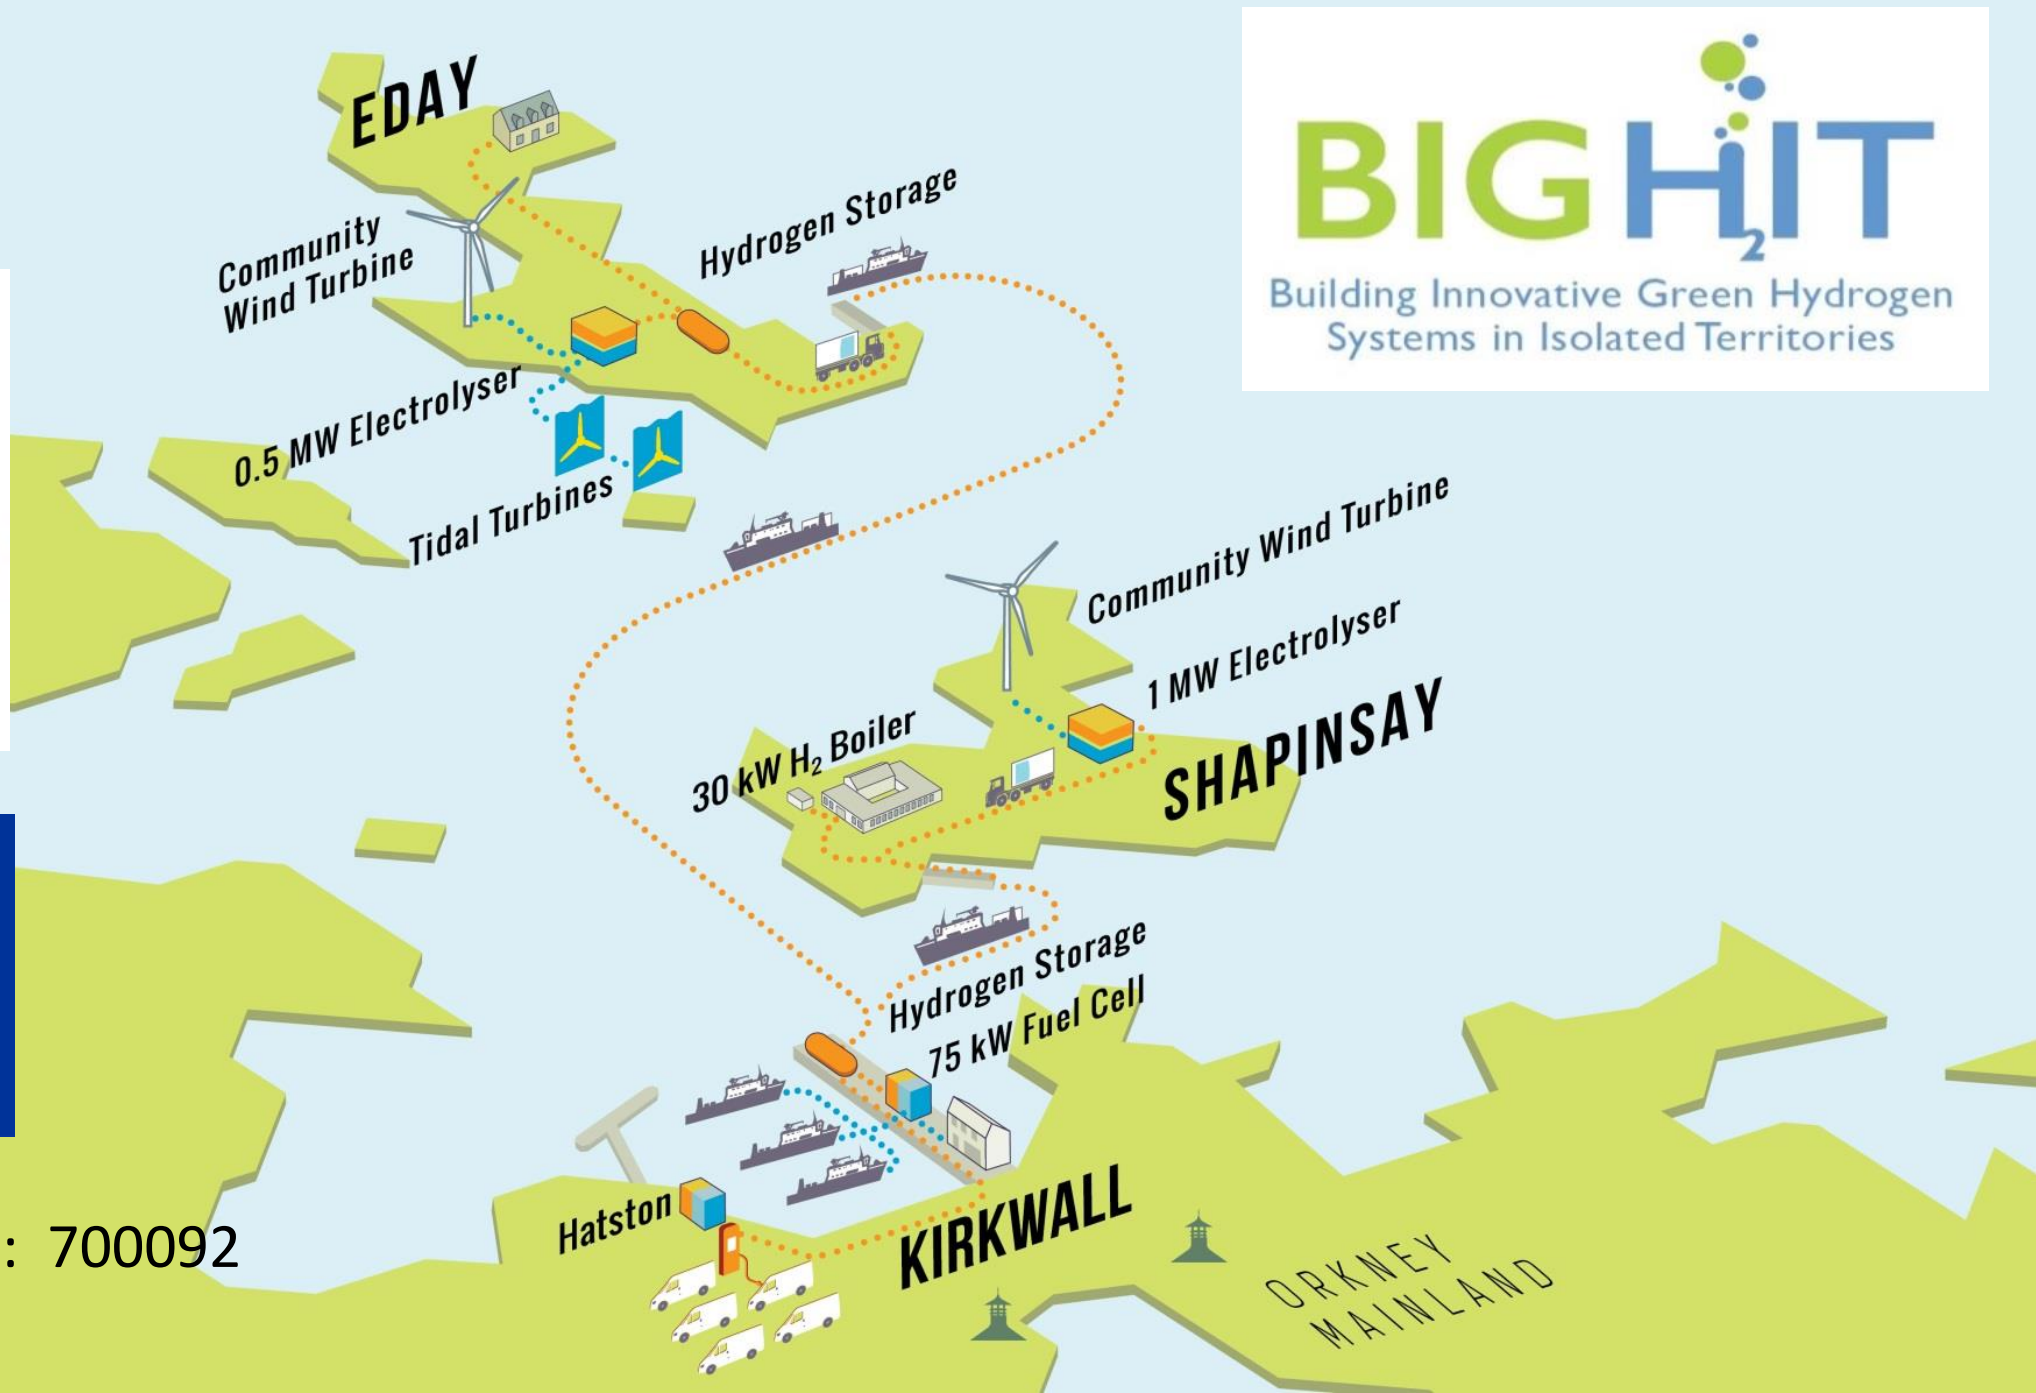 EDAY
BIG H2IT
Building Innovative Green Hydrogen
Systems in Isolated Territories
Hydrogen Storage
Community
Wind Turbine
0.5 MW Electrolyser
Tidal Turbines
Community Wind Turbine
1 MW Electrolyser
SHAPINSAY
30 kW H₂ Boiler
Hydrogen Storage
75 kW Fuel Cell
Hatston
KIRKWALL
: 700092
ORKNEY
MAINLAND